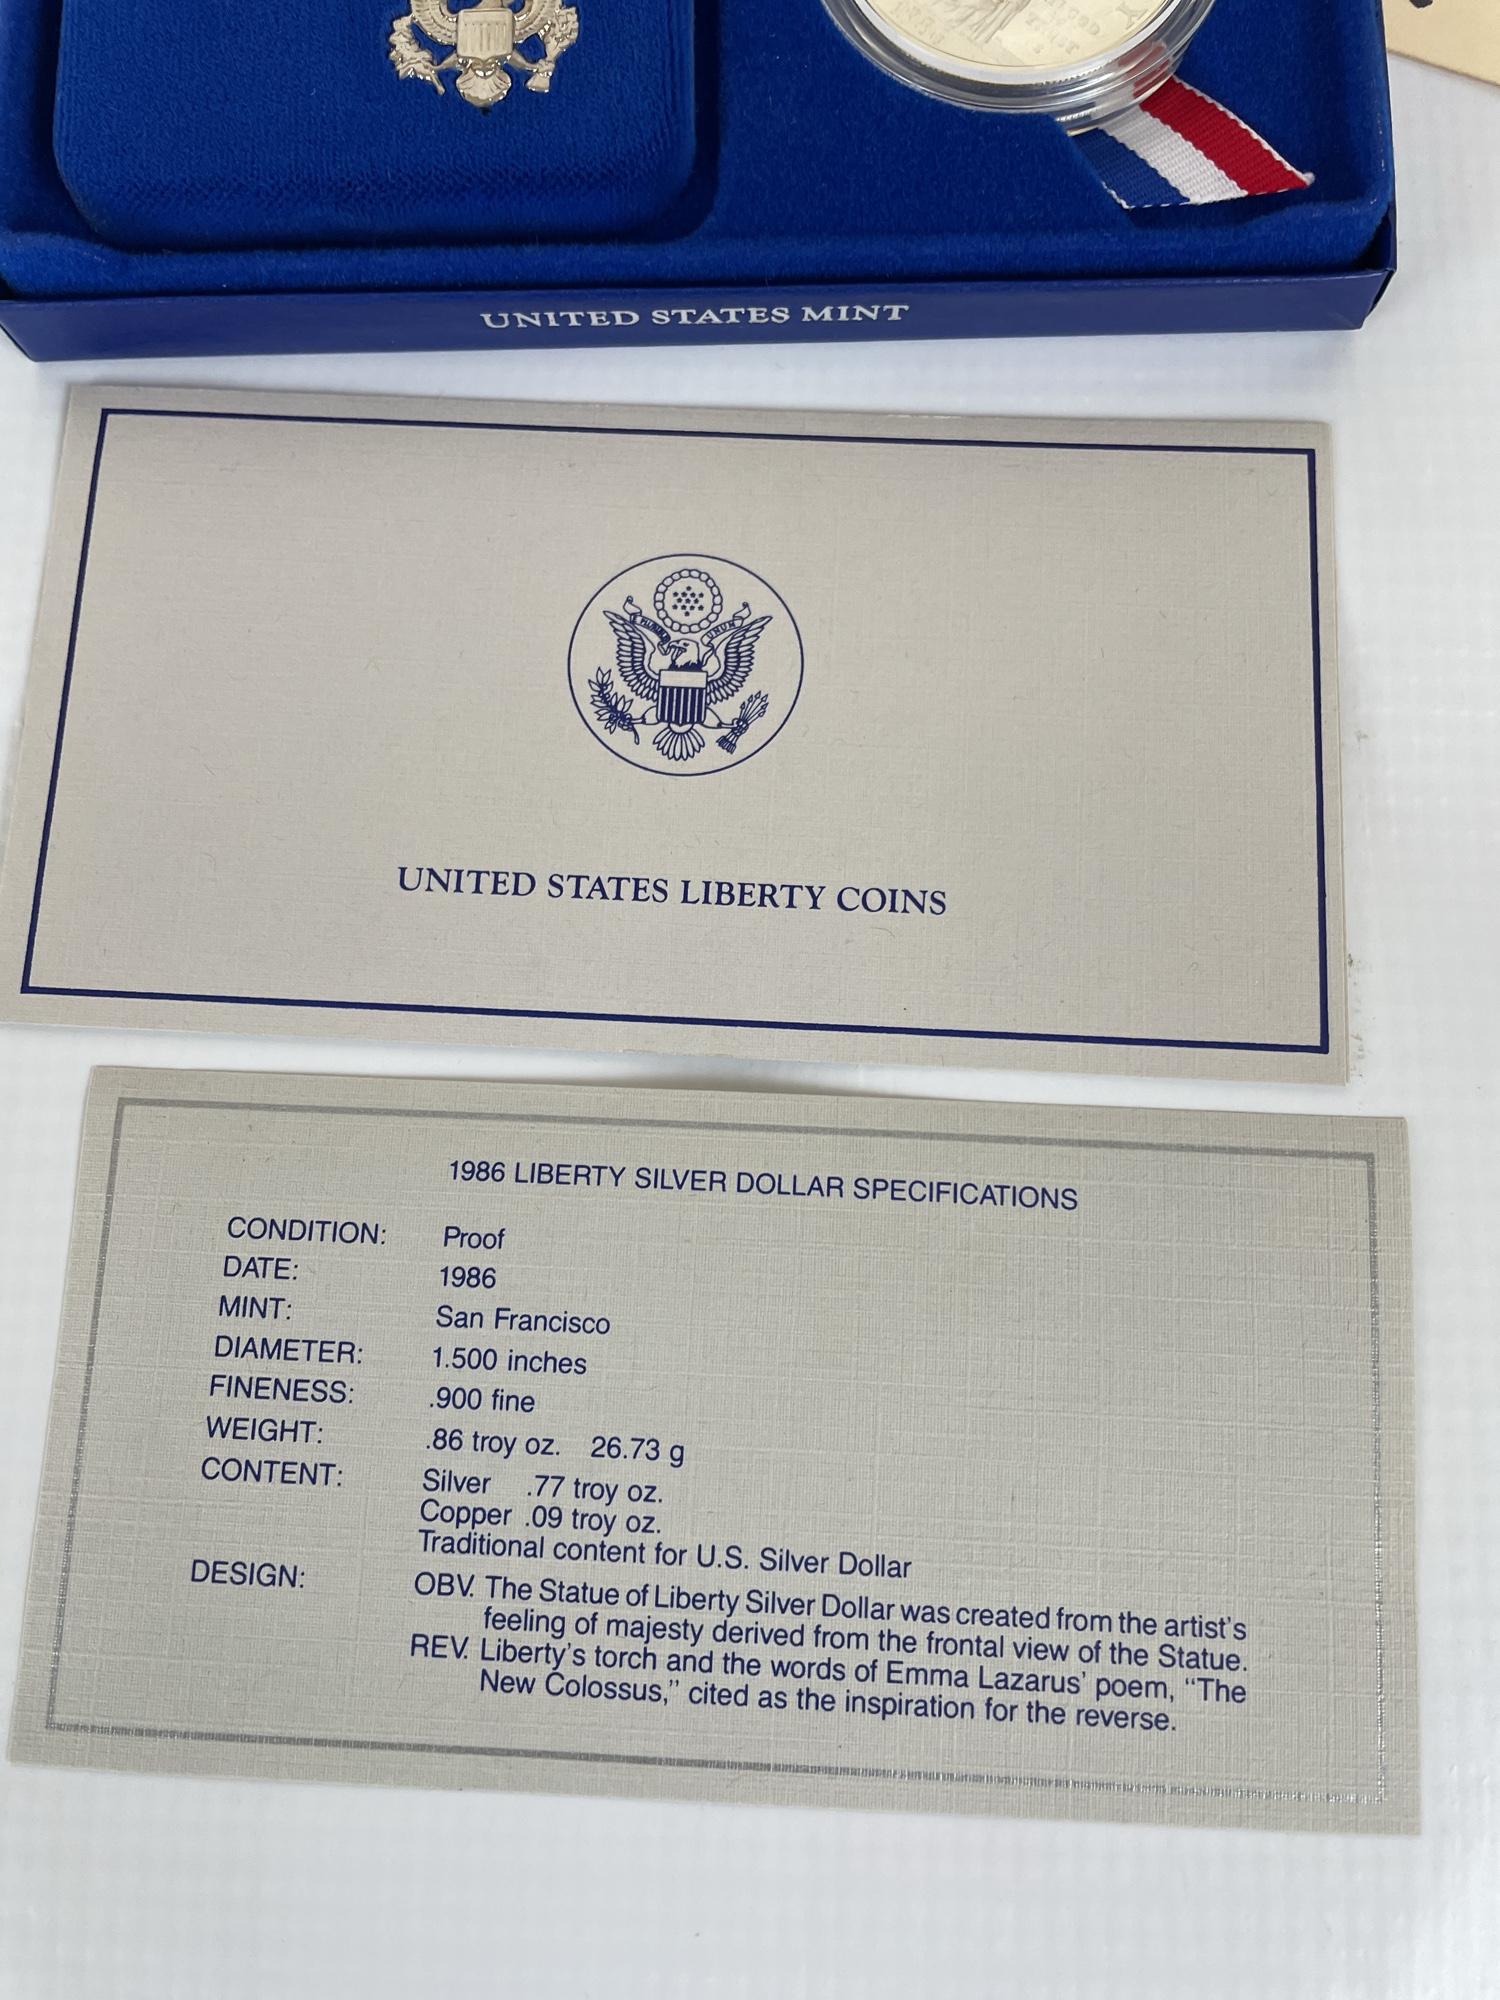 UNITED STATES MINT
UNUM
UNITED STATES LIBERTY COINS
1986 LIBERTY SILVER DOLLAR SPECIFICATIONS
CONDITION: Proof
DATE: 1986
MINT: San Francisco
DIAMETER: 1.500 inches
FINENESS: .900 fine
WEIGHT: .86 troy oz. 26.73 g
CONTENT: Silver .77 troy oz.
Copper .09 troy oz.
Traditional content for U.S. Silver Dollar
DESIGN: OBV. The Statue of Liberty Silver Dollar was created from the artist's
feeling of majesty derived from the frontal view of the Statue.
REV. Liberty's torch and the words of Emma Lazarus' poem, "The
New Colossus," cited as the inspiration for the reverse.